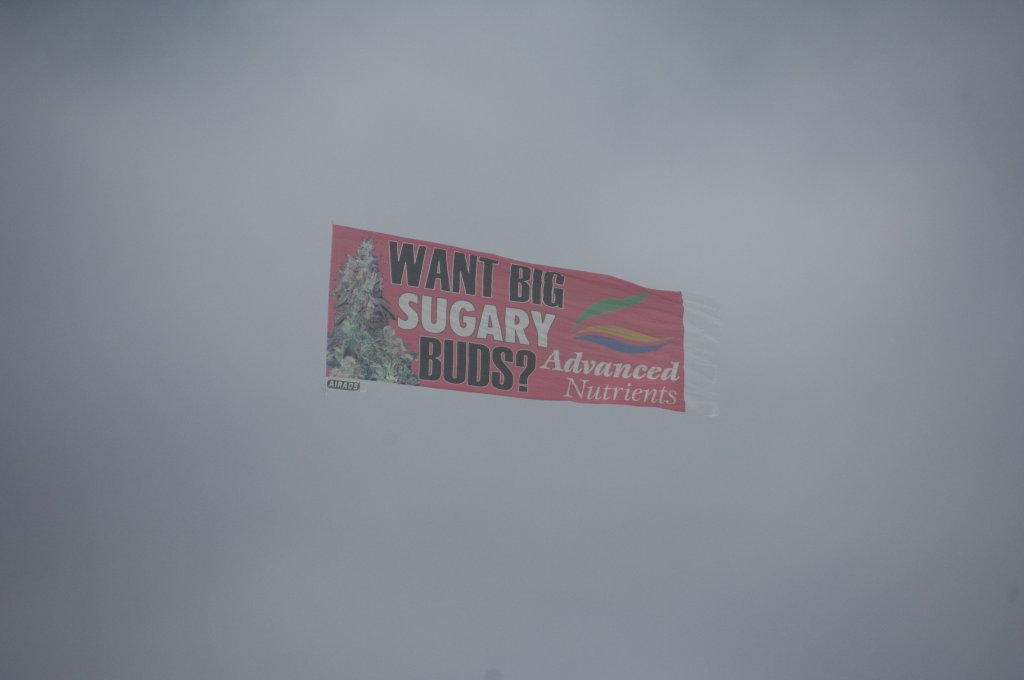 WANT BIG
SUGARY
BUDS?
Advanced
Nutrients
AIRADS